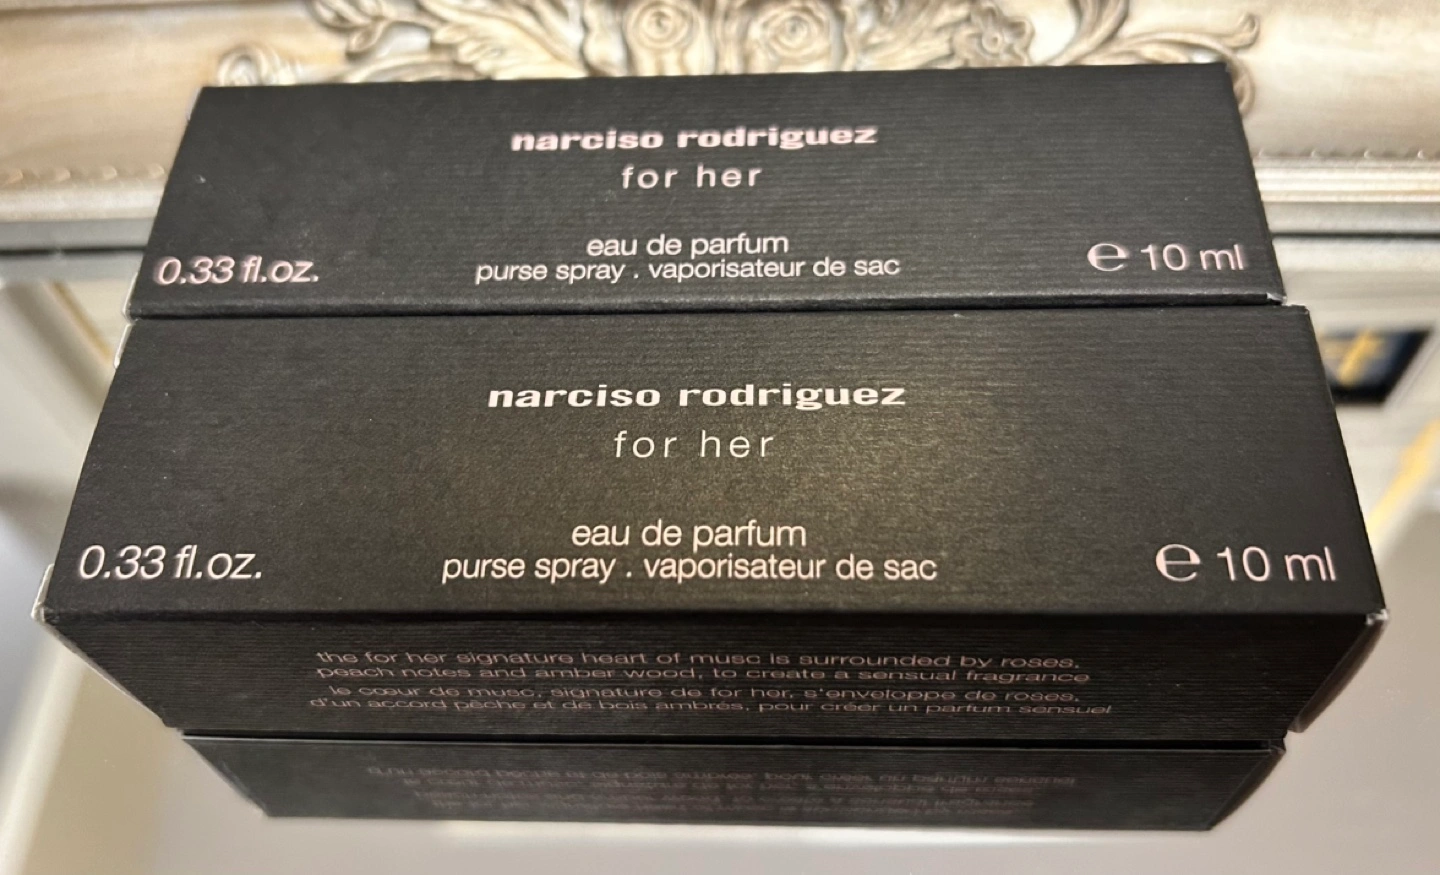 narciso rodriguez
for her
eau de parfum
purse spray . vaporisateur de sac
0.33 fl.oz.
℮ 10 ml
narciso rodriguez
for her
eau de parfum
purse spray . vaporisateur de sac
0.33 fl.oz.
℮ 10 ml
the for her signature heart of musc is surrounded by roses,
peach notes and amber wood, to create a sensual fragrance
le cœur de musc, signature de for her, s'enveloppe de roses,
d'un accord pêche et de bois ambrés, pour créer un parfum sensuel